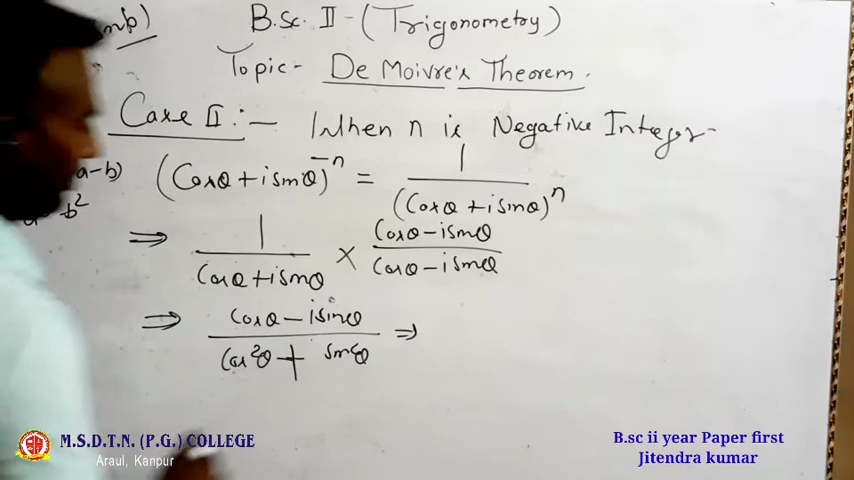 B.Sc. II - (Trigonometry)
Topic - De Moivre's Theorem.
Case II :- When n is Negative Integer-
(Cosθ + i sinθ)^-n = 1 / (Cosθ + i sinθ)^n
a-b)
b²
⇒ 1 / (Cosθ + i sinθ) × (Cosθ - i sinθ) / (Cosθ - i sinθ)
⇒ (Cosθ - i sinθ) / (Cos²θ + sin²θ) ⇒
M.S.D.T.N. (P.G.) COLLEGE
Araul, Kanpur
B.sc ii year Paper first
Jitendra kumar